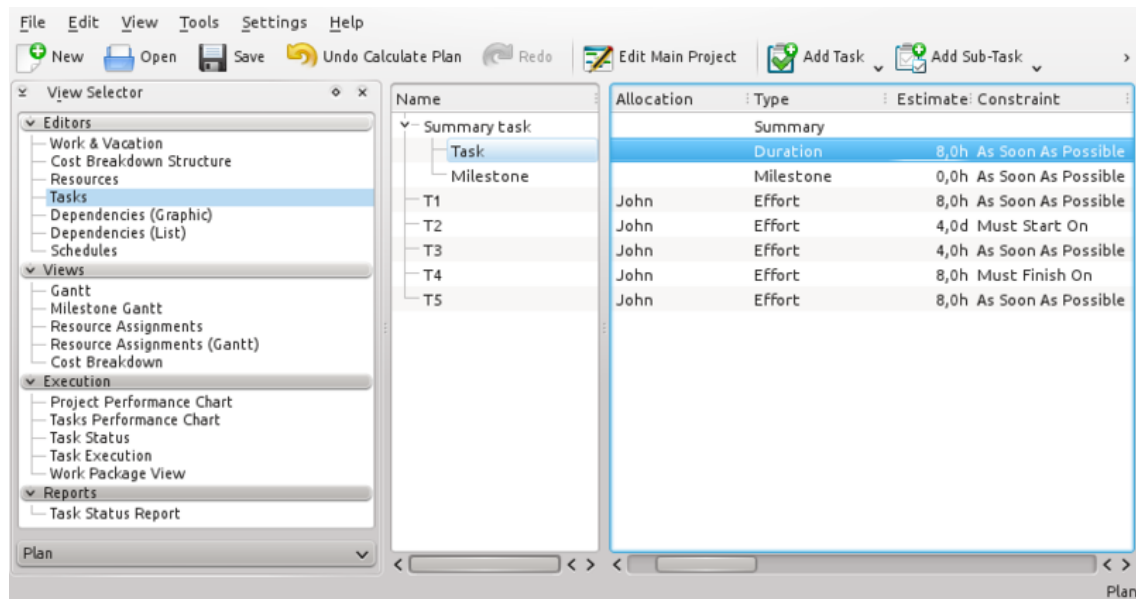 File Edit View Tools Settings Help
New Open Save Undo Calculate Plan Redo Edit Main Project Add Task Add Sub-Task
View Selector
Editors
Work & Vacation
Cost Breakdown Structure
Resources
Tasks
Dependencies (Graphic)
Dependencies (List)
Schedules
Views
Gantt
Milestone Gantt
Resource Assignments
Resource Assignments (Gantt)
Cost Breakdown
Execution
Project Performance Chart
Tasks Performance Chart
Task Status
Task Execution
Work Package View
Reports
Task Status Report
Plan
Name Allocation Type Estimate Constraint
Summary task Summary
Task Duration 8,0h As Soon As Possible
Milestone Milestone 0,0h As Soon As Possible
T1 John Effort 8,0h As Soon As Possible
T2 John Effort 4,0d Must Start On
T3 John Effort 4,0h As Soon As Possible
T4 John Effort 8,0h Must Finish On
T5 John Effort 8,0h As Soon As Possible
Plan